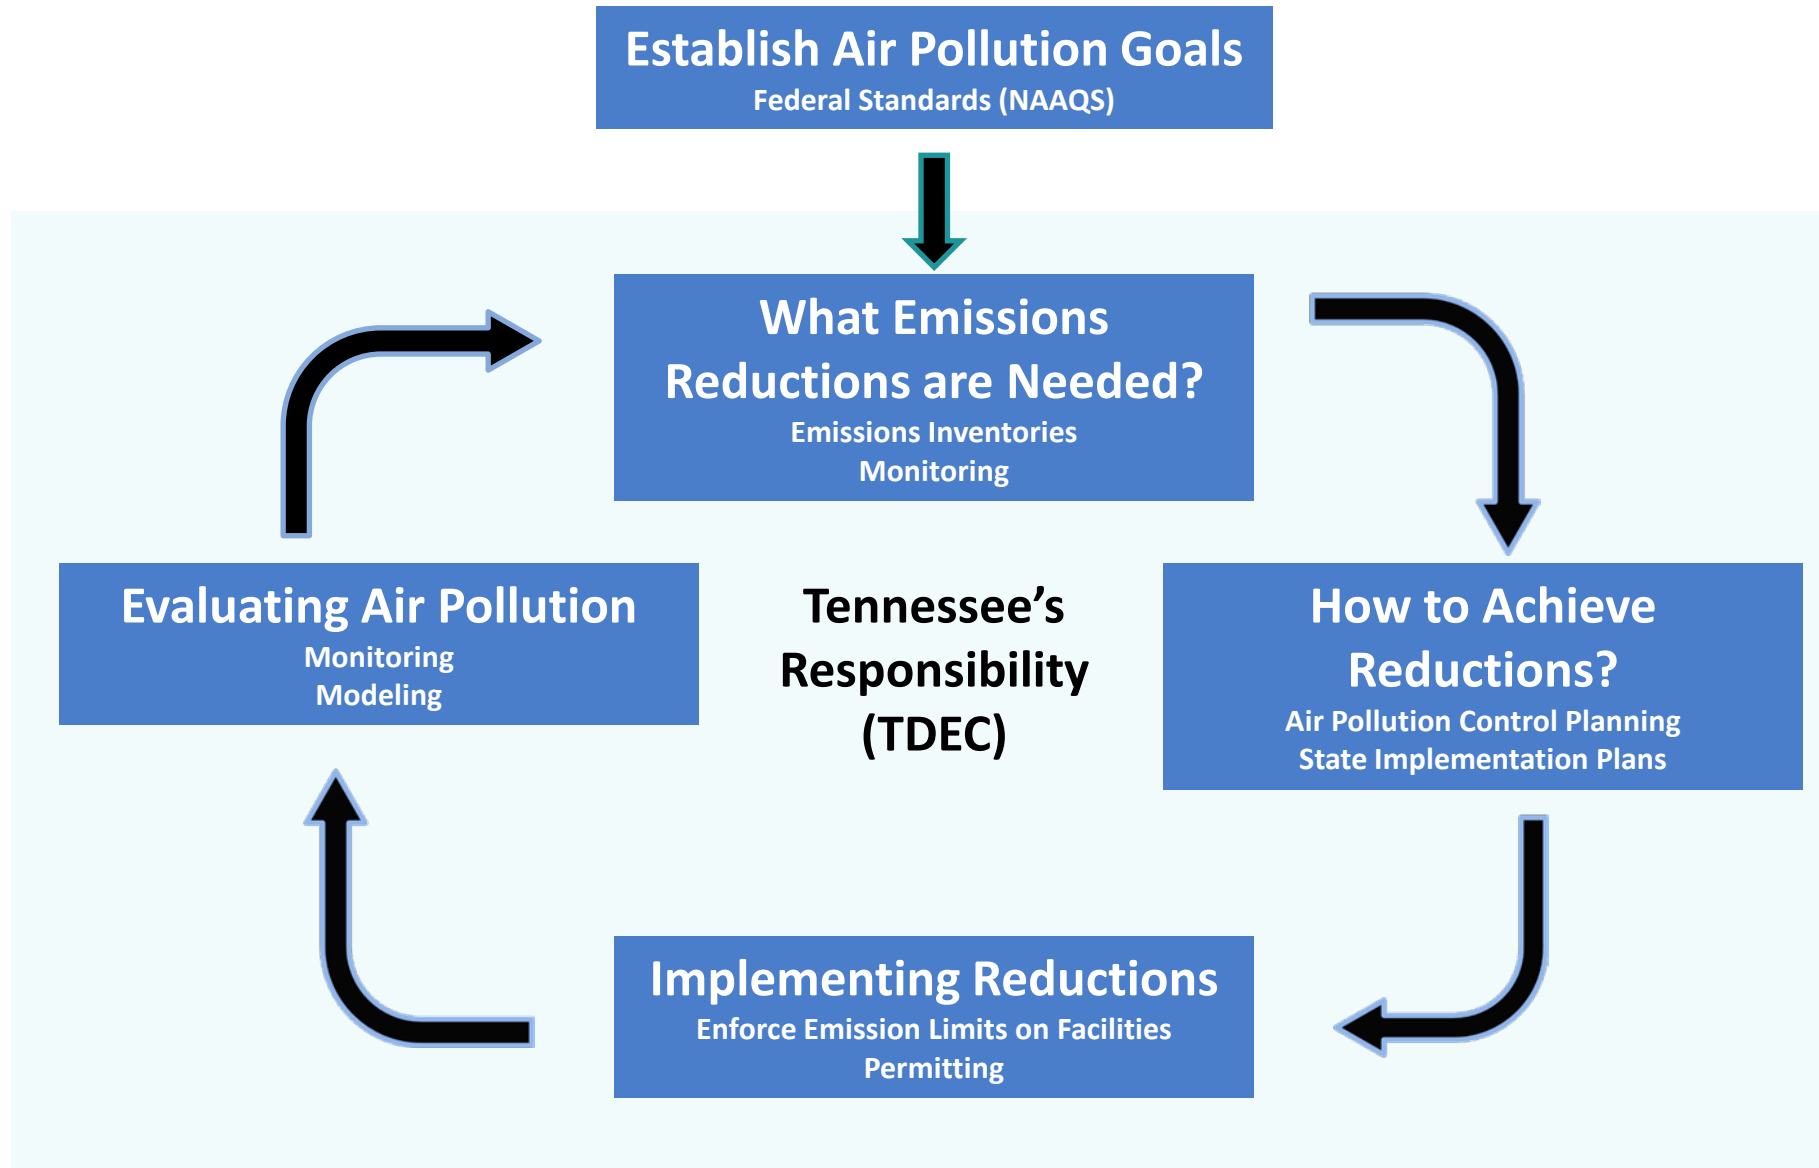 Establish Air Pollution Goals
Federal Standards (NAAQS)
What Emissions
Reductions are Needed?
Emissions Inventories
Monitoring
Evaluating Air Pollution
Monitoring
Modeling
Tennessee’s
Responsibility
(TDEC)
How to Achieve
Reductions?
Air Pollution Control Planning
State Implementation Plans
Implementing Reductions
Enforce Emission Limits on Facilities
Permitting